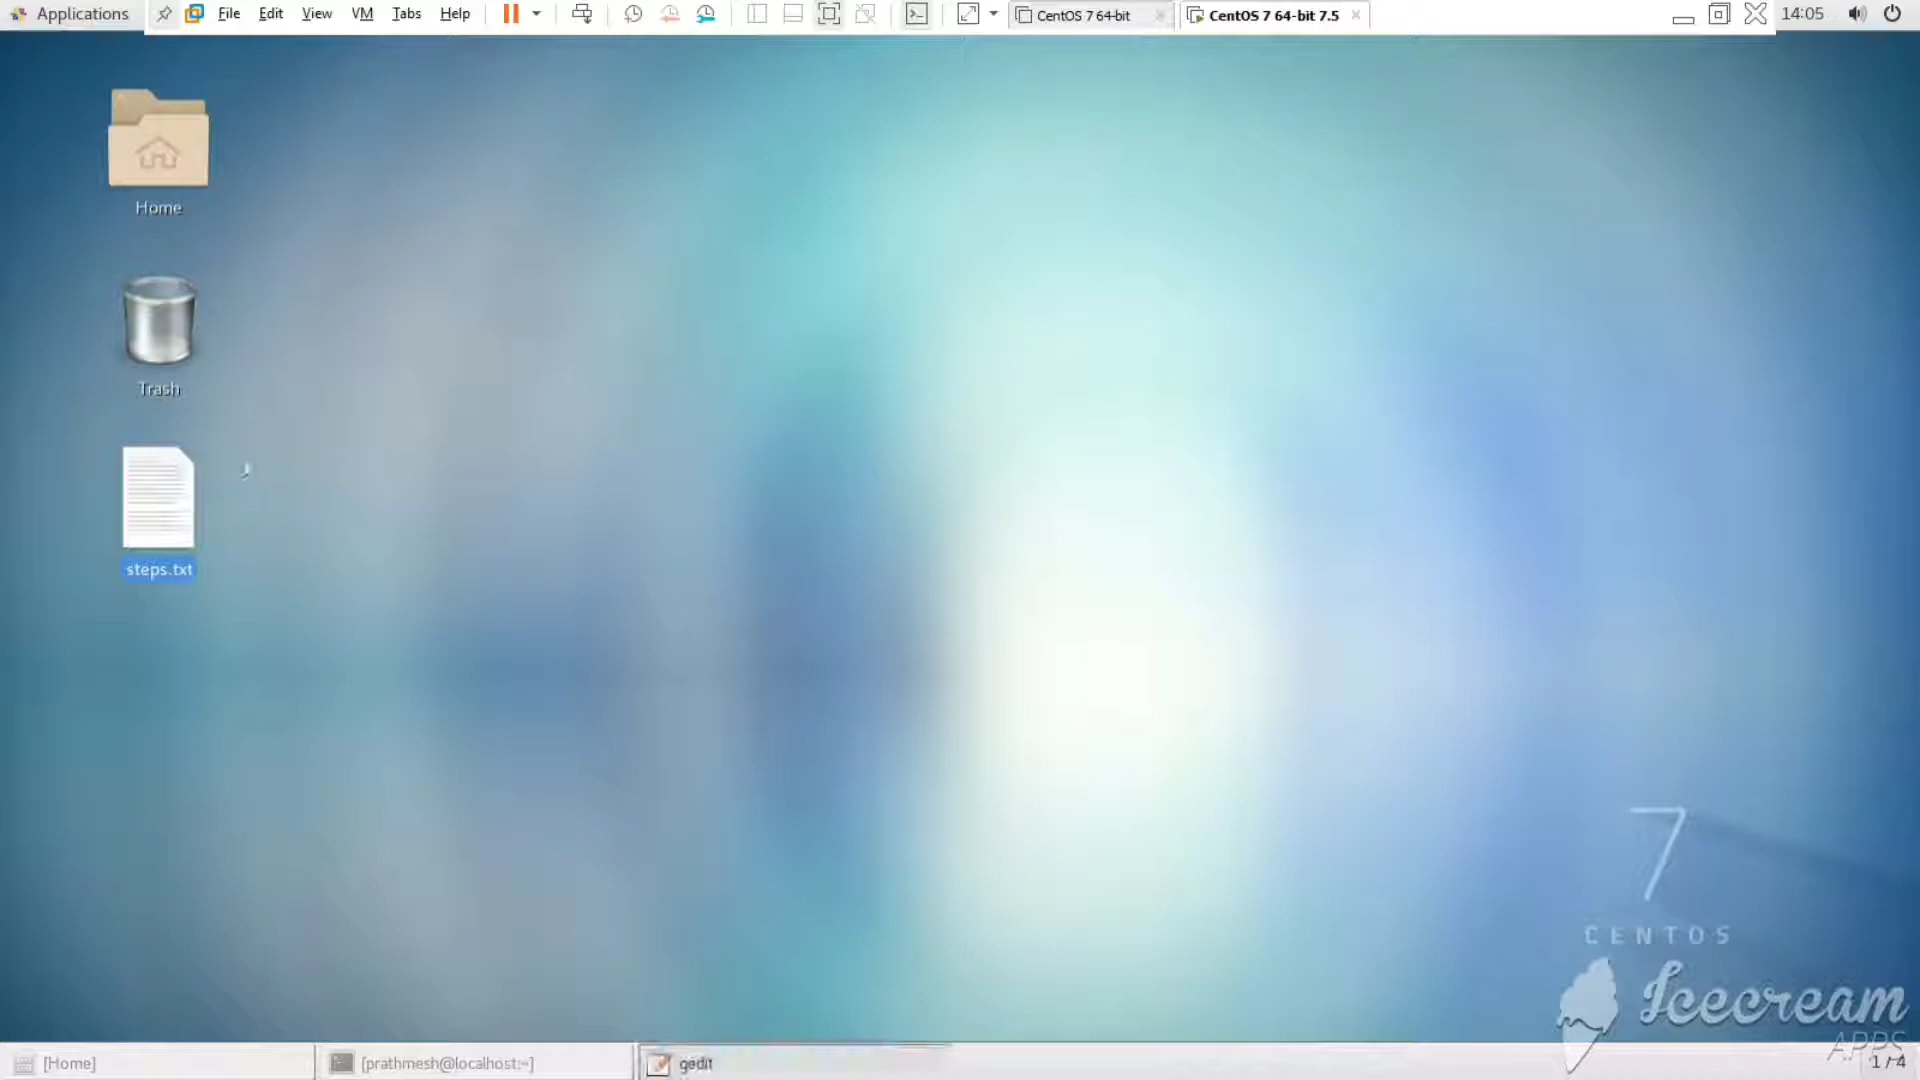 Applications File Edit View VM Tabs Help CentOS 7 64-bit CentOS 7 64-bit 7.5 14:05
Home
Trash
steps.txt
7
CENTOS
Icecream
APPS
[Home] [prathmesh@localhost:~] gedit 1 / 4